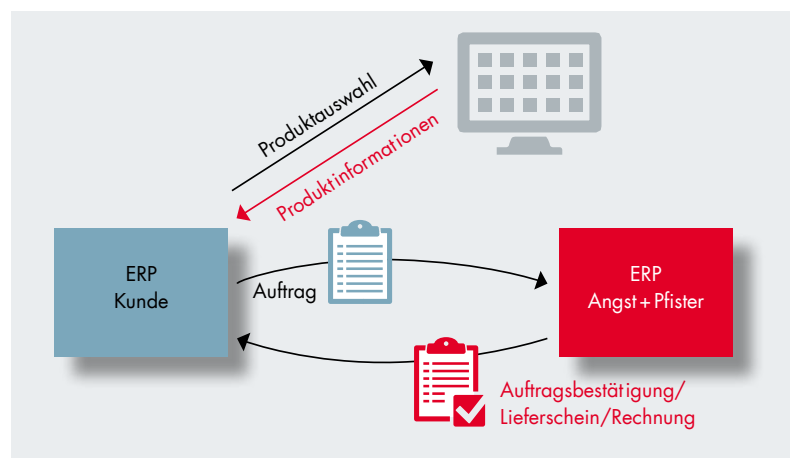 Produktauswahl
Produktinformationen
ERP
Kunde
Auftrag
ERP
Angst + Pfister
Auftragsbestätigung/
Lieferschein/Rechnung